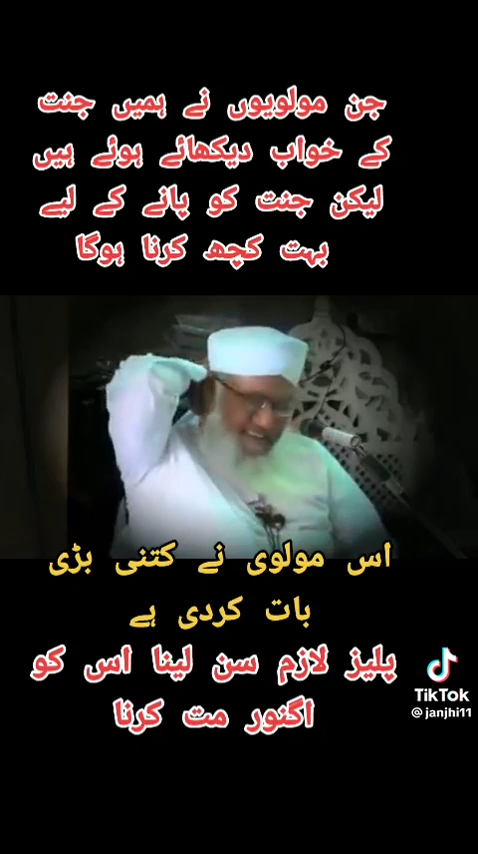 جن مولویوں نے ہمیں جنت
کے خواب دیکھائے ہوئے ہیں
لیکن جنت کو پانے کے لیے
بہت کچھ کرنا ہوگا
اس مولوی نے کتنی بڑی
بات کردی ہے
پلیز لازم سن لینا اس کو
اگنور مت کرنا
TikTok
@janjhi11